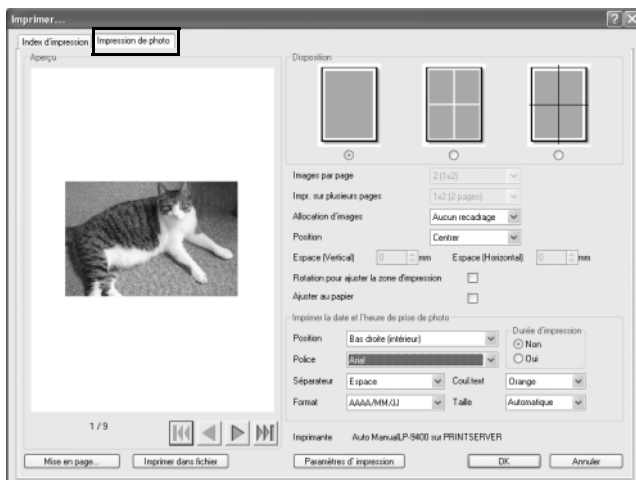 Imprimer...
Index d'impression
Impression de photo
Aperçu
1 / 9
Mise en page...
Imprimer dans fichier
Disposition
Images par page 2 (1x2)
Impr. sur plusieurs pages 1x2 (2 pages)
Allocation d'images Aucun recadrage
Position Centrer
Espace (Vertical) 0 mm Espace (Horizontal) 0 mm
Rotation pour ajuster la zone d'impression
Ajuster au papier
Imprimer la date et l'heure de prise de photo
Position Bas droite (intérieur)
Durée d'impression
Non
Oui
Police Arial
Séparateur Espace Coul.text Orange
Format AAAA/MM/JJ Taille Automatique
Imprimante Auto ManualLP-9400 sur PRINTSERVER
Paramètres d' impression
OK
Annuler